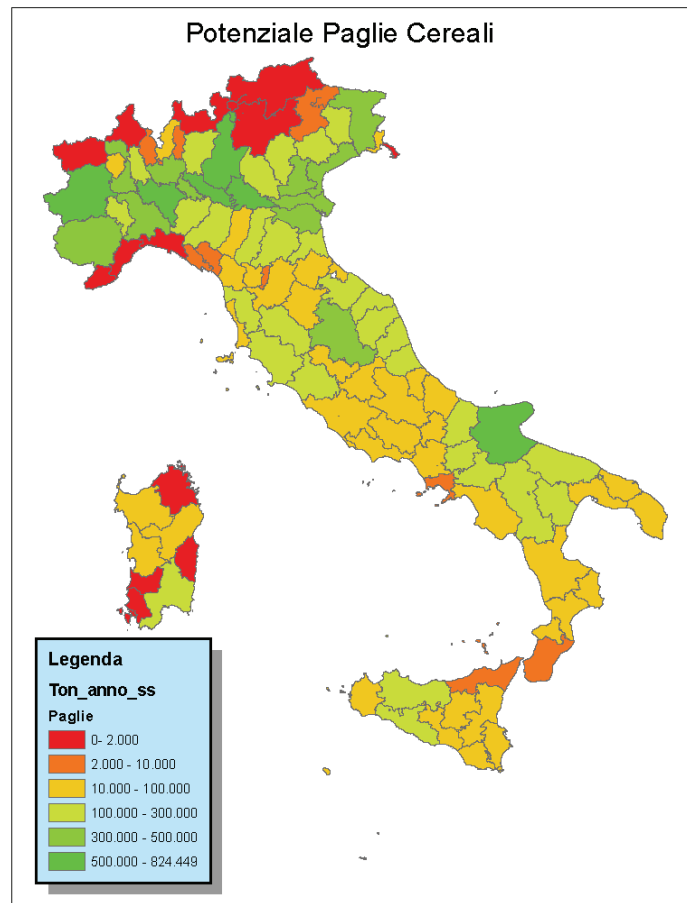 Potenziale Paglie Cereali
Legenda
Ton_anno_ss
Paglie
0- 2.000
2.000 - 10.000
10.000 - 100.000
100.000 - 300.000
300.000 - 500.000
500.000 - 824.449